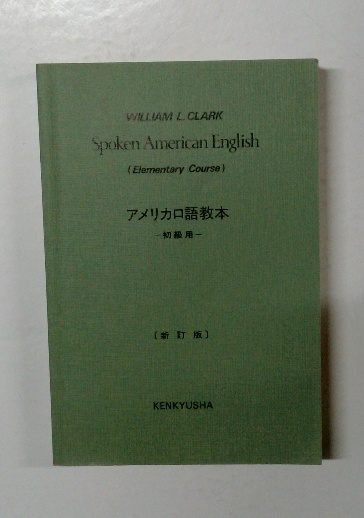 WILLIAM L. CLARK
Spoken American English
(Elementary Course)
アメリカ口語教本
—初級用—
〔新訂版〕
KENKYUSHA